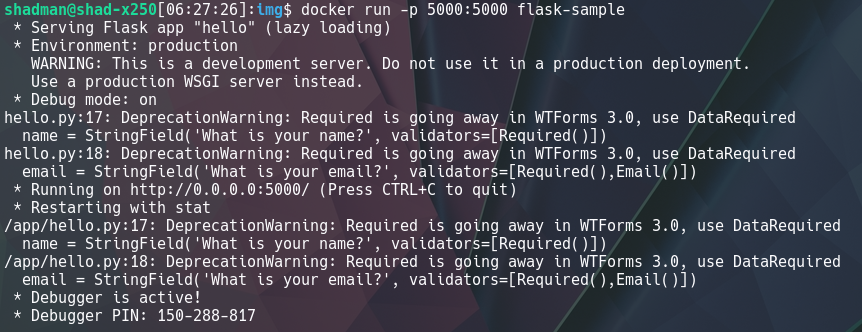 shadman@shad-x250[06:27:26]:img$ docker run -p 5000:5000 flask-sample
 * Serving Flask app "hello" (lazy loading)
 * Environment: production
   WARNING: This is a development server. Do not use it in a production deployment.
   Use a production WSGI server instead.
 * Debug mode: on
hello.py:17: DeprecationWarning: Required is going away in WTForms 3.0, use DataRequired
  name = StringField('What is your name?', validators=[Required()])
hello.py:18: DeprecationWarning: Required is going away in WTForms 3.0, use DataRequired
  email = StringField('What is your email?', validators=[Required(),Email()])
 * Running on http://0.0.0.0:5000/ (Press CTRL+C to quit)
 * Restarting with stat
/app/hello.py:17: DeprecationWarning: Required is going away in WTForms 3.0, use DataRequired
  name = StringField('What is your name?', validators=[Required()])
/app/hello.py:18: DeprecationWarning: Required is going away in WTForms 3.0, use DataRequired
  email = StringField('What is your email?', validators=[Required(),Email()])
 * Debugger is active!
 * Debugger PIN: 150-288-817